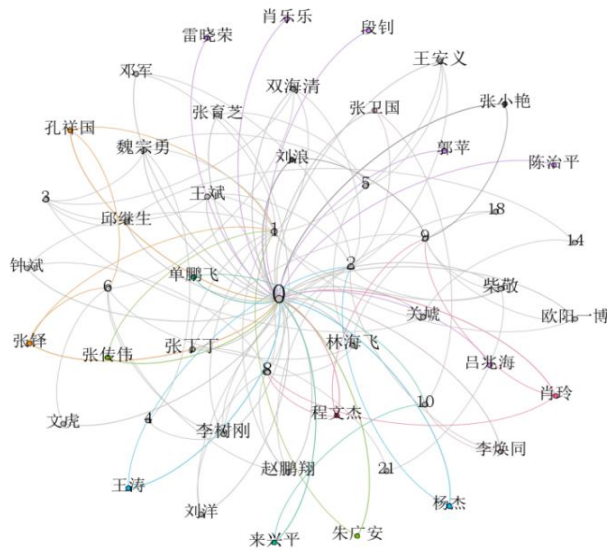 肖乐乐
雷晓荣
段钊
王安义
邓军
双海清
张卫国
张小艳
张育芝
孔祥国
魏宗勇
刘浪
郭苹
陈治平
5
王斌
3
18
邱继生
1
9
14
钟斌
2
单鹏飞
柴敬
6
0
关虓
欧阳一博
张铎
张传伟
张丁丁
林海飞
吕兆海
8
肖玲
文虎
4
李树刚
程文杰
10
李焕同
赵鹏翔
21
王涛
杨杰
刘洋
来兴平
朱广安